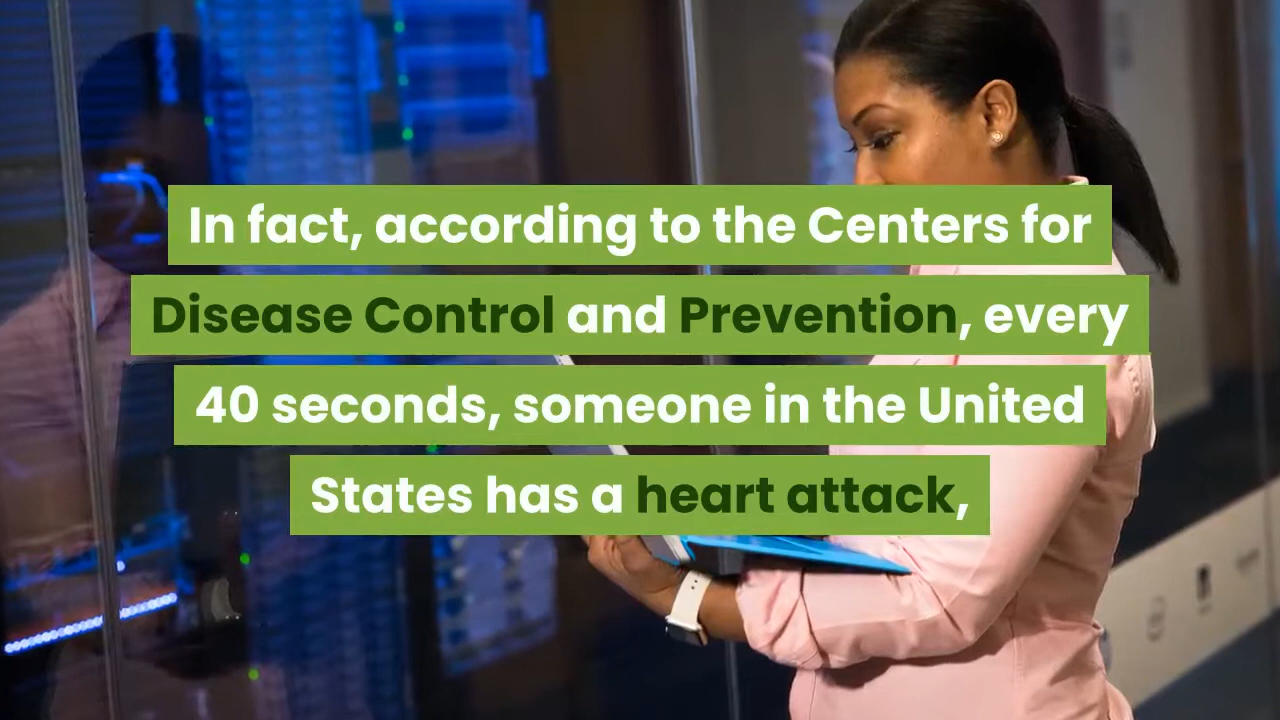 In fact, according to the Centers for
Disease Control and Prevention, every
40 seconds, someone in the United
States has a heart attack,